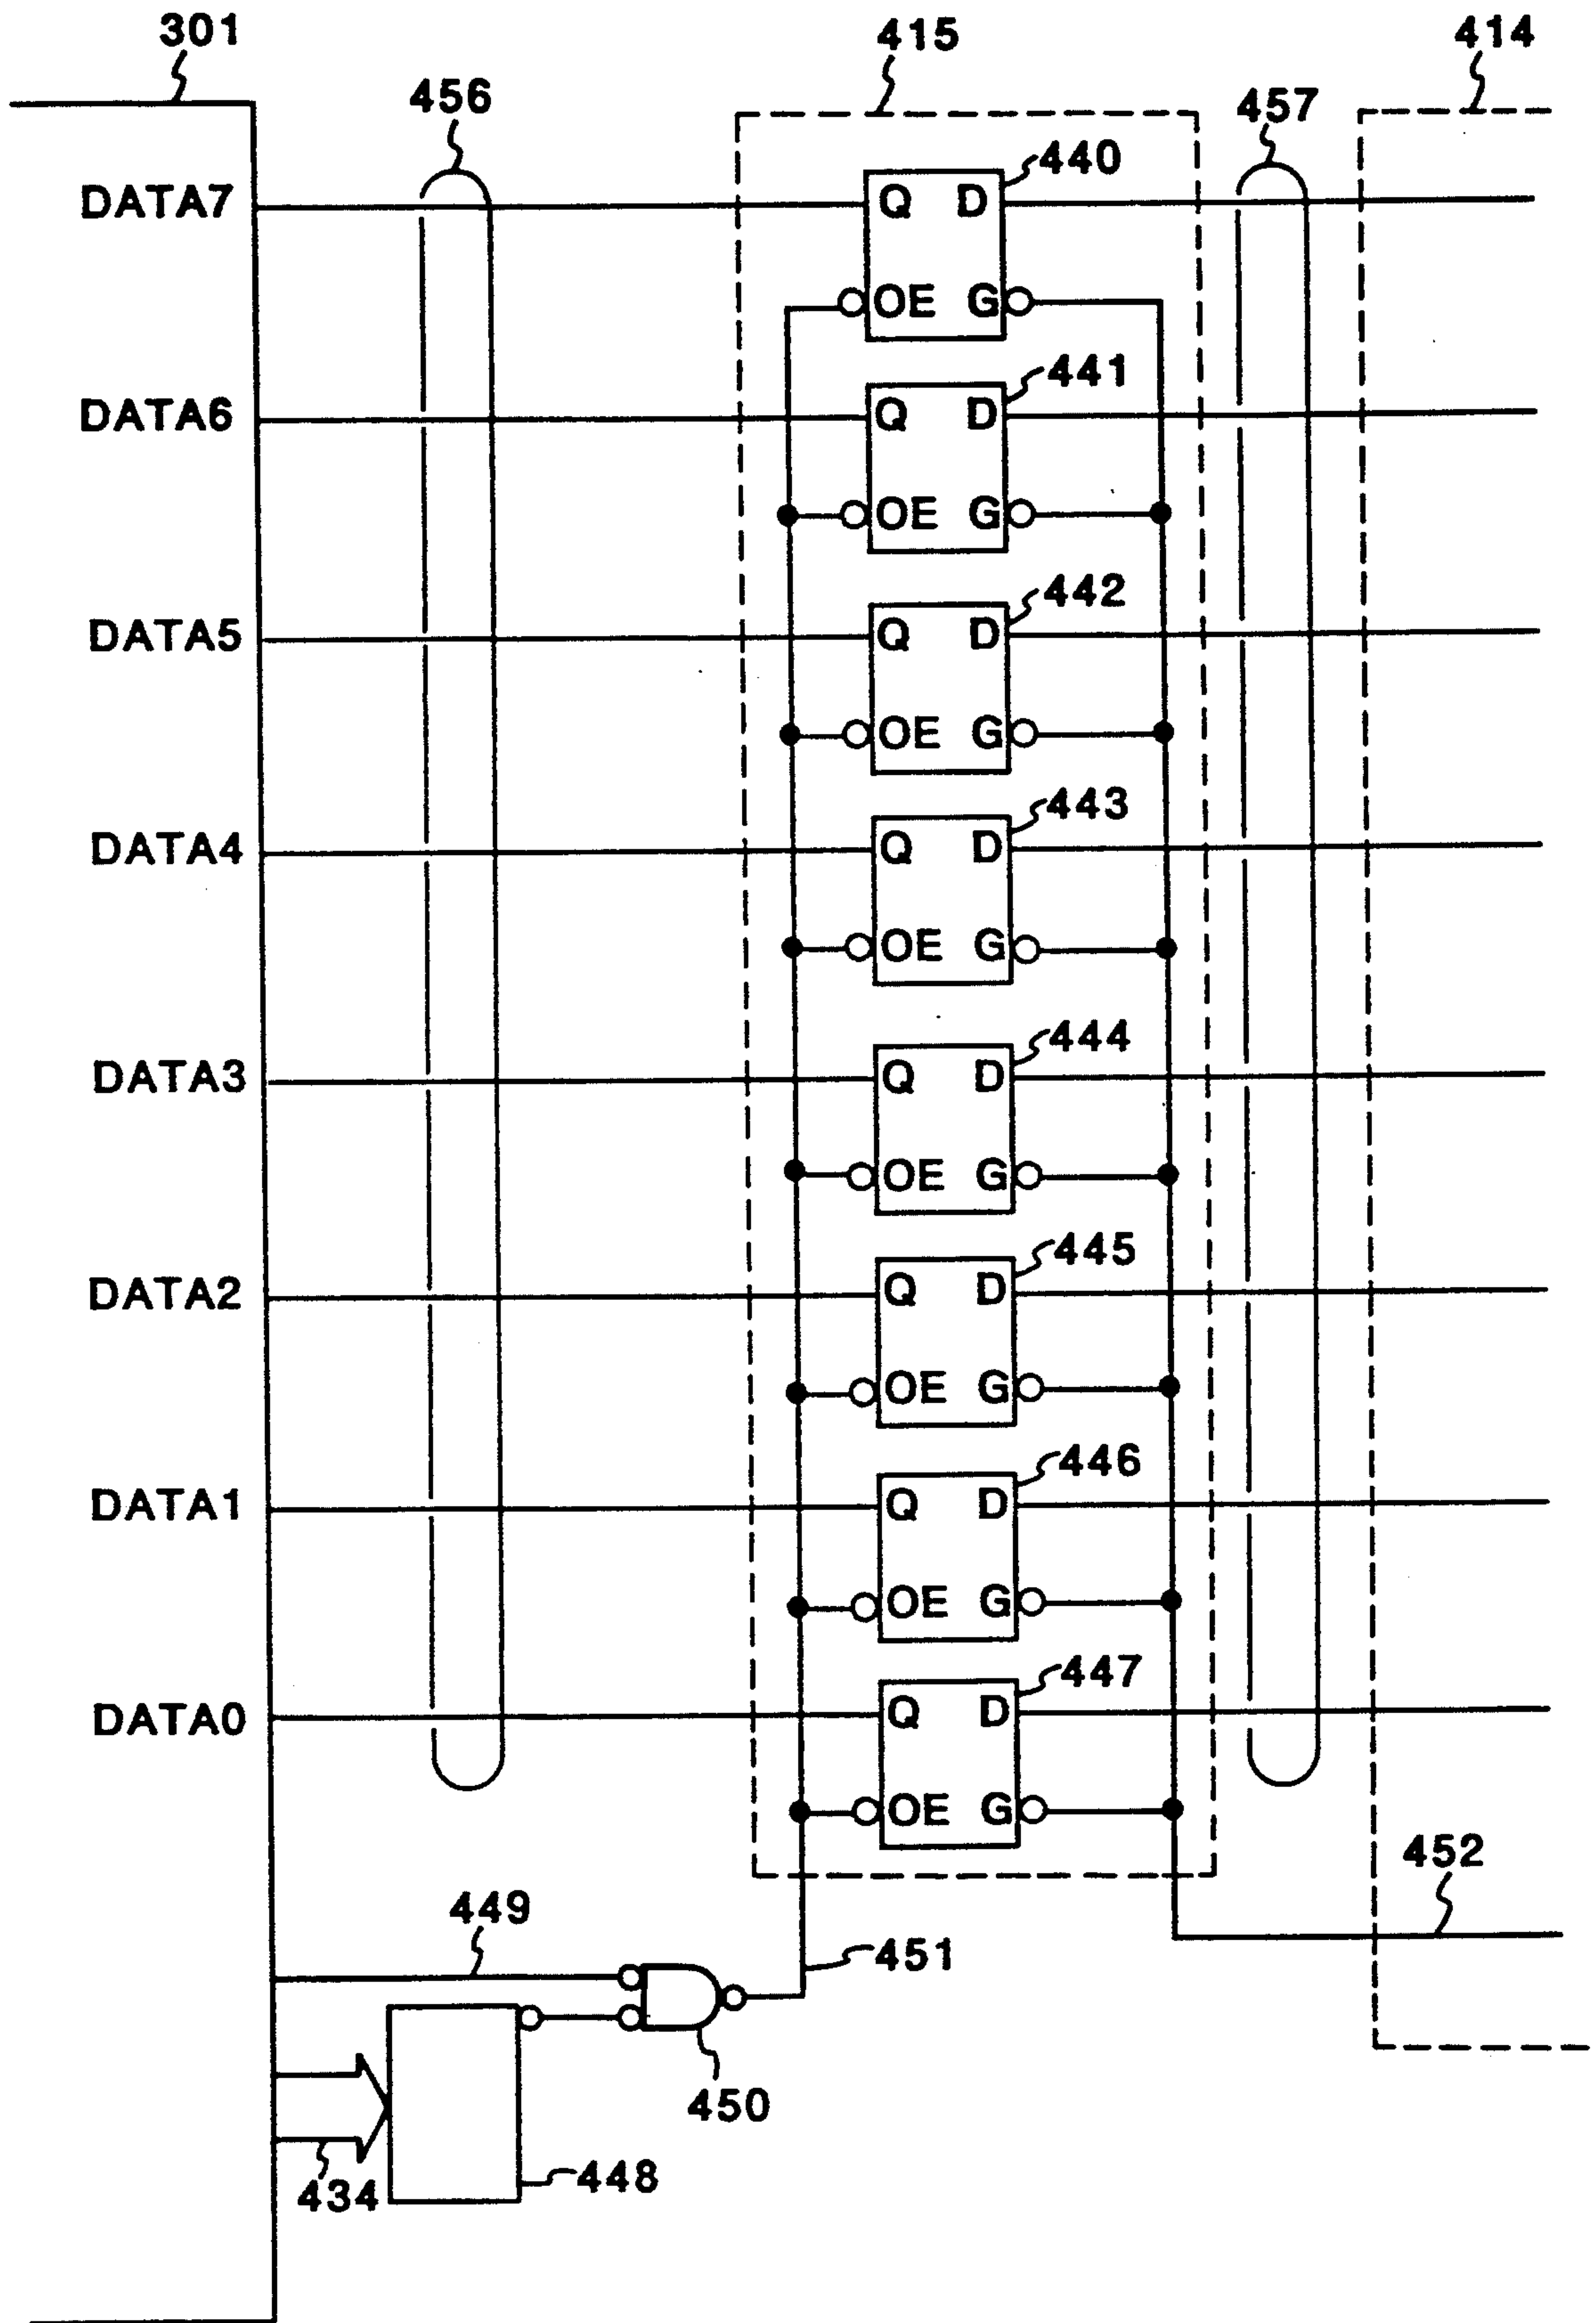 301
415
414
456
457
440
DATA7
Q D
OE G
441
DATA6
Q D
OE G
442
DATA5
Q D
OE G
443
DATA4
Q D
OE G
444
DATA3
Q D
OE G
445
DATA2
Q D
OE G
446
DATA1
Q D
OE G
447
DATA0
Q D
OE G
452
449
451
450
448
434